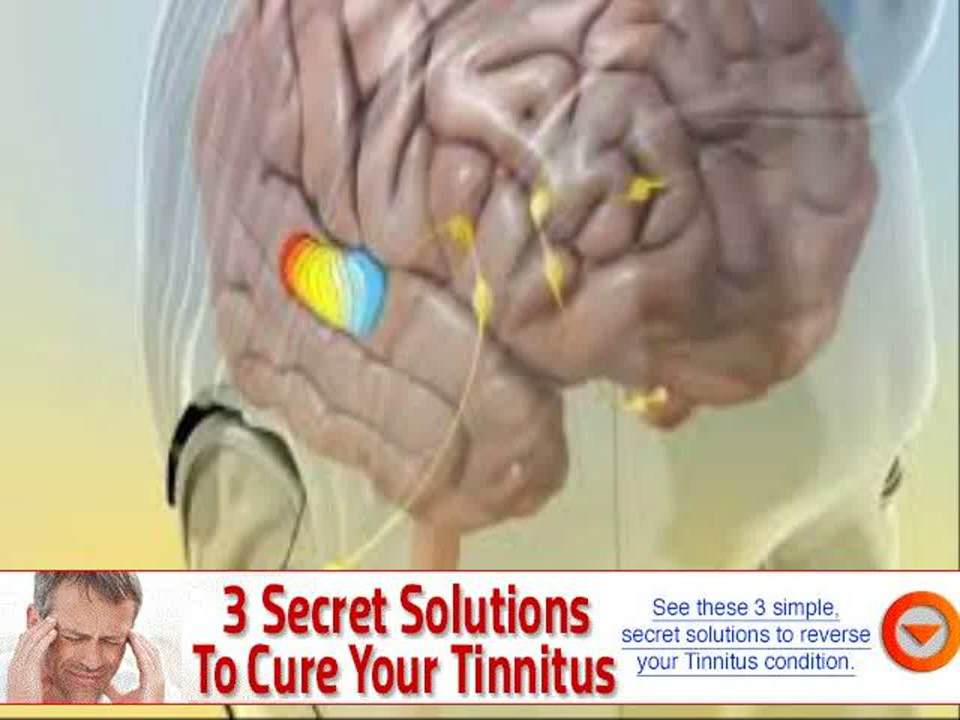 3 Secret Solutions
To Cure Your Tinnitus
See these 3 simple,
secret solutions to reverse
your Tinnitus condition.